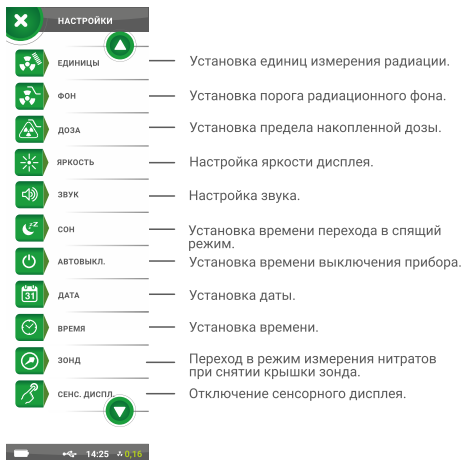 НАСТРОЙКИ
ЕДИНИЦЫ Установка единиц измерения радиации.
ФОН Установка порога радиационного фона.
ДОЗА Установка предела накопленной дозы.
ЯРКОСТЬ Настройка яркости дисплея.
ЗВУК Настройка звука.
СОН Установка времени перехода в спящий
режим.
АВТОВЫКЛ. Установка времени выключения прибора.
31 ДАТА Установка даты.
ВРЕМЯ Установка времени.
ЗОНД Переход в режим измерения нитратов
при снятии крышки зонда.
СЕНС. ДИСПЛ. Отключение сенсорного дисплея.
14:25 0,16